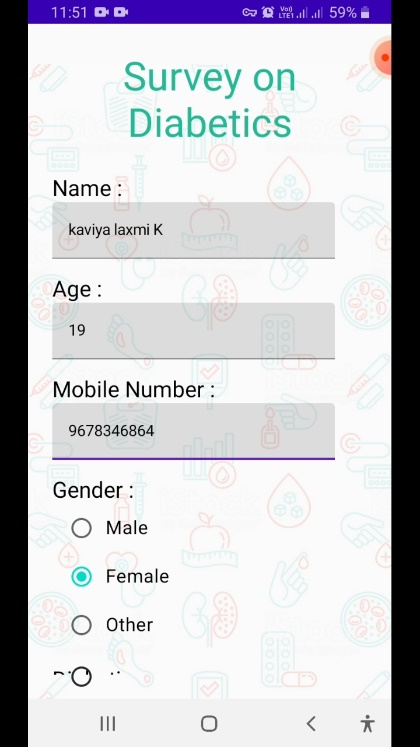 11:51 59%
Survey on
Diabetics
Name :
kaviya laxmi K
Age :
19
Mobile Number :
9678346864
Gender :
Male
Female
Other